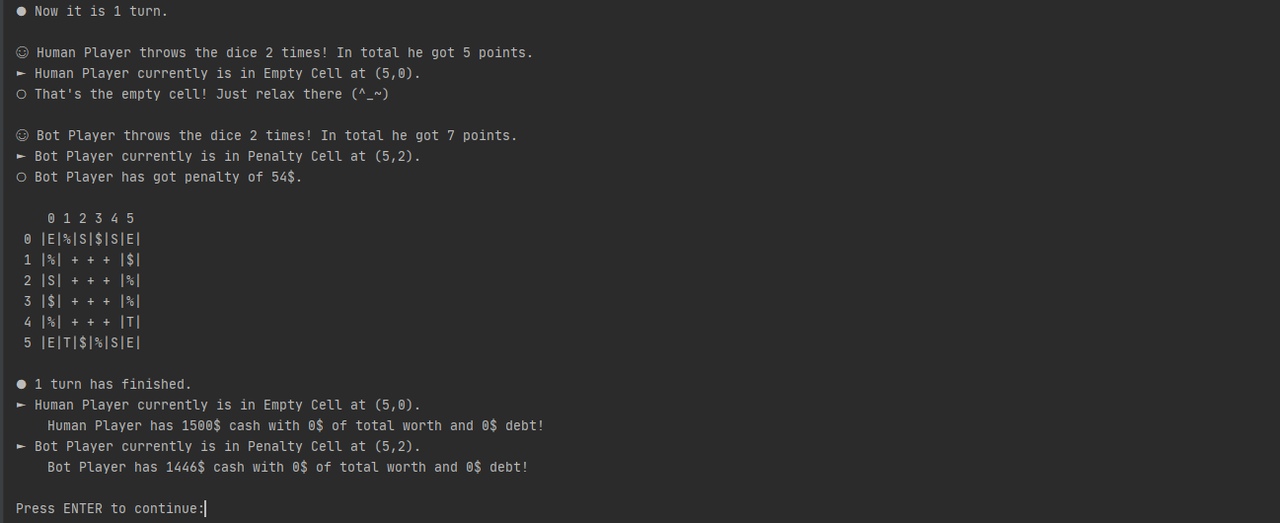 ● Now it is 1 turn.
☺ Human Player throws the dice 2 times! In total he got 5 points.
► Human Player currently is in Empty Cell at (5,0).
○ That's the empty cell! Just relax there (^_~)
☺ Bot Player throws the dice 2 times! In total he got 7 points.
► Bot Player currently is in Penalty Cell at (5,2).
○ Bot Player has got penalty of 54$.
    0 1 2 3 4 5
 0 |E|%|S|$|S|E|
 1 |%| + + + |$|
 2 |S| + + + |%|
 3 |$| + + + |%|
 4 |%| + + + |T|
 5 |E|T|$|%|S|E|
● 1 turn has finished.
► Human Player currently is in Empty Cell at (5,0).
    Human Player has 1500$ cash with 0$ of total worth and 0$ debt!
► Bot Player currently is in Penalty Cell at (5,2).
    Bot Player has 1446$ cash with 0$ of total worth and 0$ debt!
Press ENTER to continue: